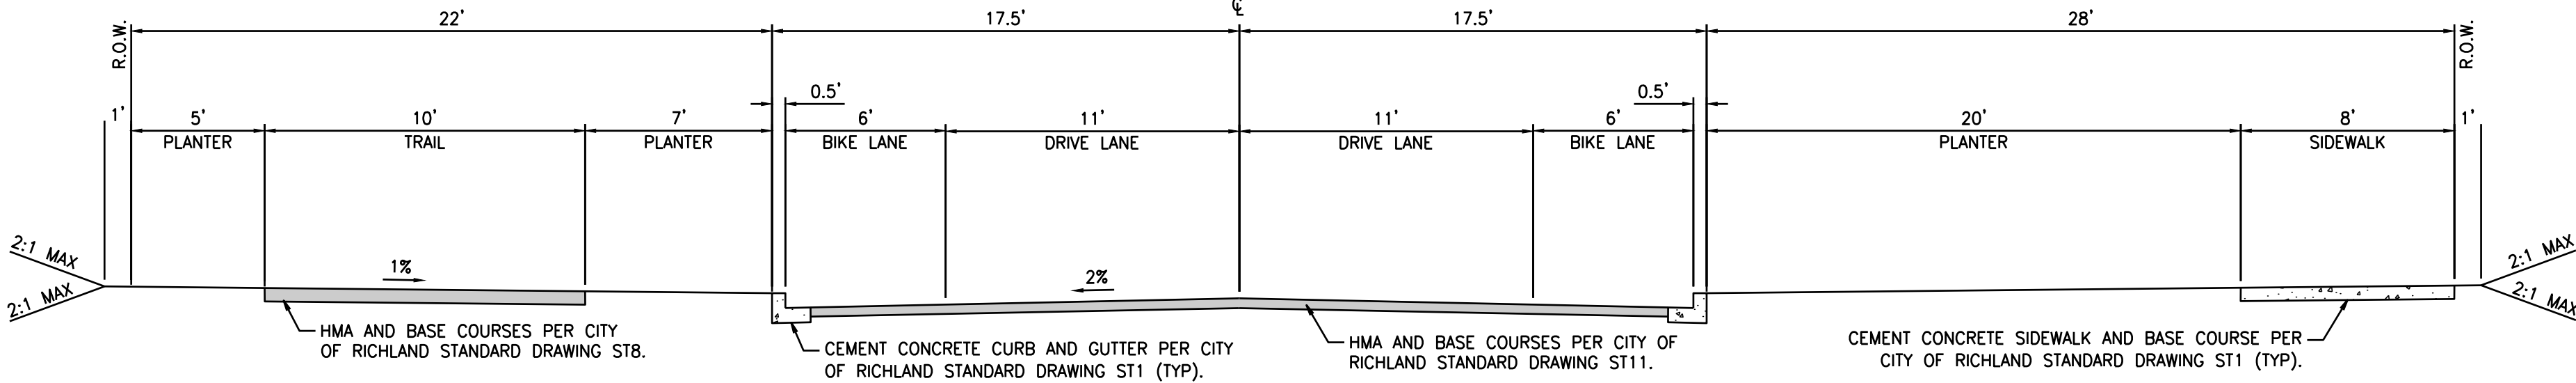 22' 17.5' ℄ 17.5' 28'
R.O.W. R.O.W.
0.5' 0.5'
1' 5' 10' 7' 6' 11' 11' 6' 20' 8' 1'
PLANTER TRAIL PLANTER BIKE LANE DRIVE LANE DRIVE LANE BIKE LANE PLANTER SIDEWALK
2:1 MAX 1% 2% 2:1 MAX
2:1 MAX 2:1 MAX
HMA AND BASE COURSES PER CITY
OF RICHLAND STANDARD DRAWING ST8.
CEMENT CONCRETE CURB AND GUTTER PER CITY
OF RICHLAND STANDARD DRAWING ST1 (TYP).
HMA AND BASE COURSES PER CITY OF
RICHLAND STANDARD DRAWING ST11.
CEMENT CONCRETE SIDEWALK AND BASE COURSE PER
CITY OF RICHLAND STANDARD DRAWING ST1 (TYP).